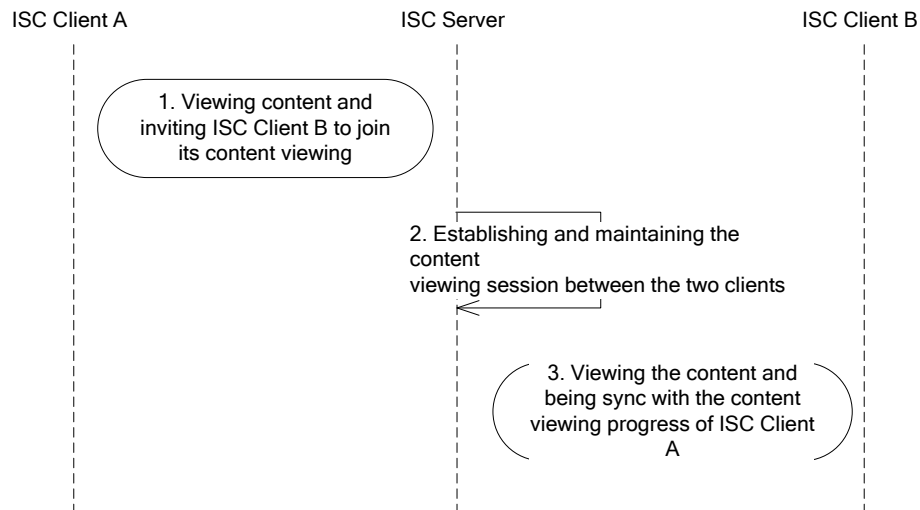 ISC Client A
ISC Server
ISC Client B
1. Viewing content and
inviting ISC Client B to join
its content viewing
2. Establishing and maintaining the
content
viewing session between the two clients
3. Viewing the content and
being sync with the content
viewing progress of ISC Client
A